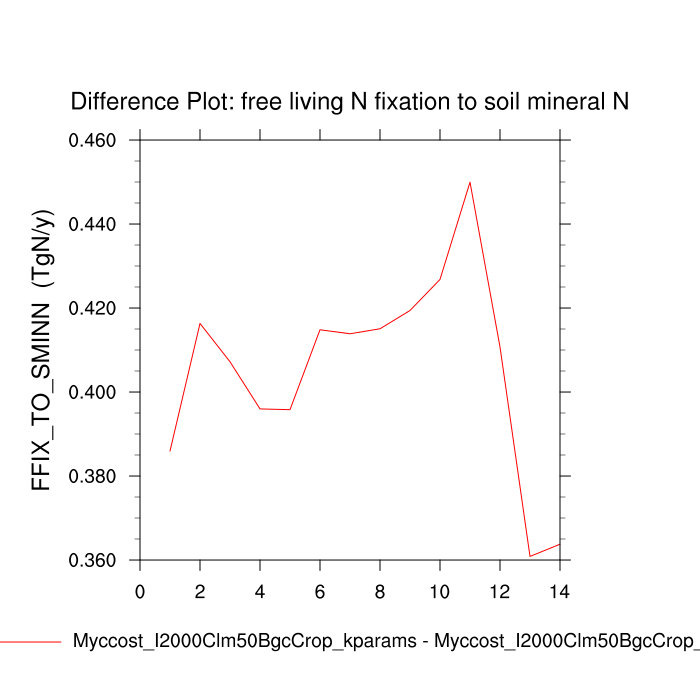 Difference Plot: free living N fixation to soil mineral N
FFIX_TO_SMINN (TgN/y)
0.460
0.440
0.420
0.400
0.380
0.360
0 2 4 6 8 10 12 14
Myccost_I2000Clm50BgcCrop_kparams - Myccost_I2000Clm50BgcCrop_